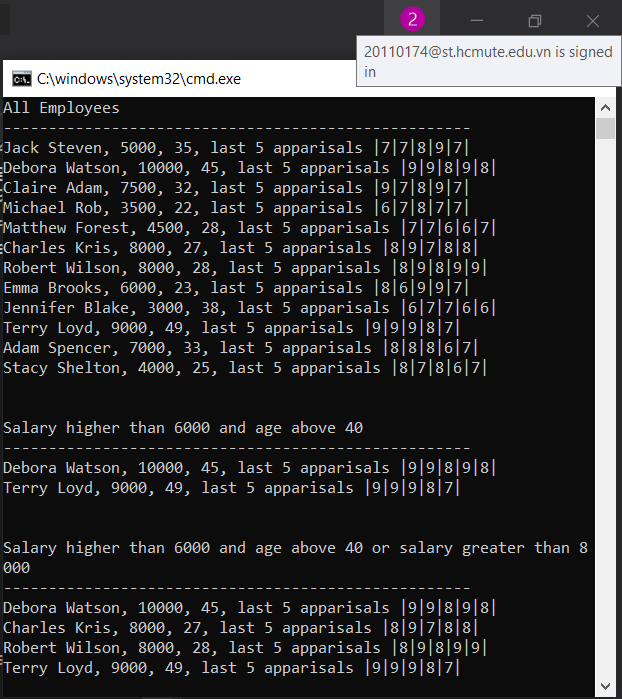 2
20110174@st.hcmute.edu.vn is signed
in
C:\windows\system32\cmd.exe
All Employees
----------------------------------------------------
Jack Steven, 5000, 35, last 5 apparisals |7|7|8|9|7|
Debora Watson, 10000, 45, last 5 apparisals |9|9|8|9|8|
Claire Adam, 7500, 32, last 5 apparisals |9|7|8|9|7|
Michael Rob, 3500, 22, last 5 apparisals |6|7|8|7|7|
Matthew Forest, 4500, 28, last 5 apparisals |7|7|6|6|7|
Charles Kris, 8000, 27, last 5 apparisals |8|9|7|8|8|
Robert Wilson, 8000, 28, last 5 apparisals |8|9|8|9|9|
Emma Brooks, 6000, 23, last 5 apparisals |8|6|9|9|7|
Jennifer Blake, 3000, 38, last 5 apparisals |6|7|7|6|6|
Terry Loyd, 9000, 49, last 5 apparisals |9|9|9|8|7|
Adam Spencer, 7000, 33, last 5 apparisals |8|8|8|6|7|
Stacy Shelton, 4000, 25, last 5 apparisals |8|7|8|6|7|
Salary higher than 6000 and age above 40
----------------------------------------------------
Debora Watson, 10000, 45, last 5 apparisals |9|9|8|9|8|
Terry Loyd, 9000, 49, last 5 apparisals |9|9|9|8|7|
Salary higher than 6000 and age above 40 or salary greater than 8
000
----------------------------------------------------
Debora Watson, 10000, 45, last 5 apparisals |9|9|8|9|8|
Charles Kris, 8000, 27, last 5 apparisals |8|9|7|8|8|
Robert Wilson, 8000, 28, last 5 apparisals |8|9|8|9|9|
Terry Loyd, 9000, 49, last 5 apparisals |9|9|9|8|7|